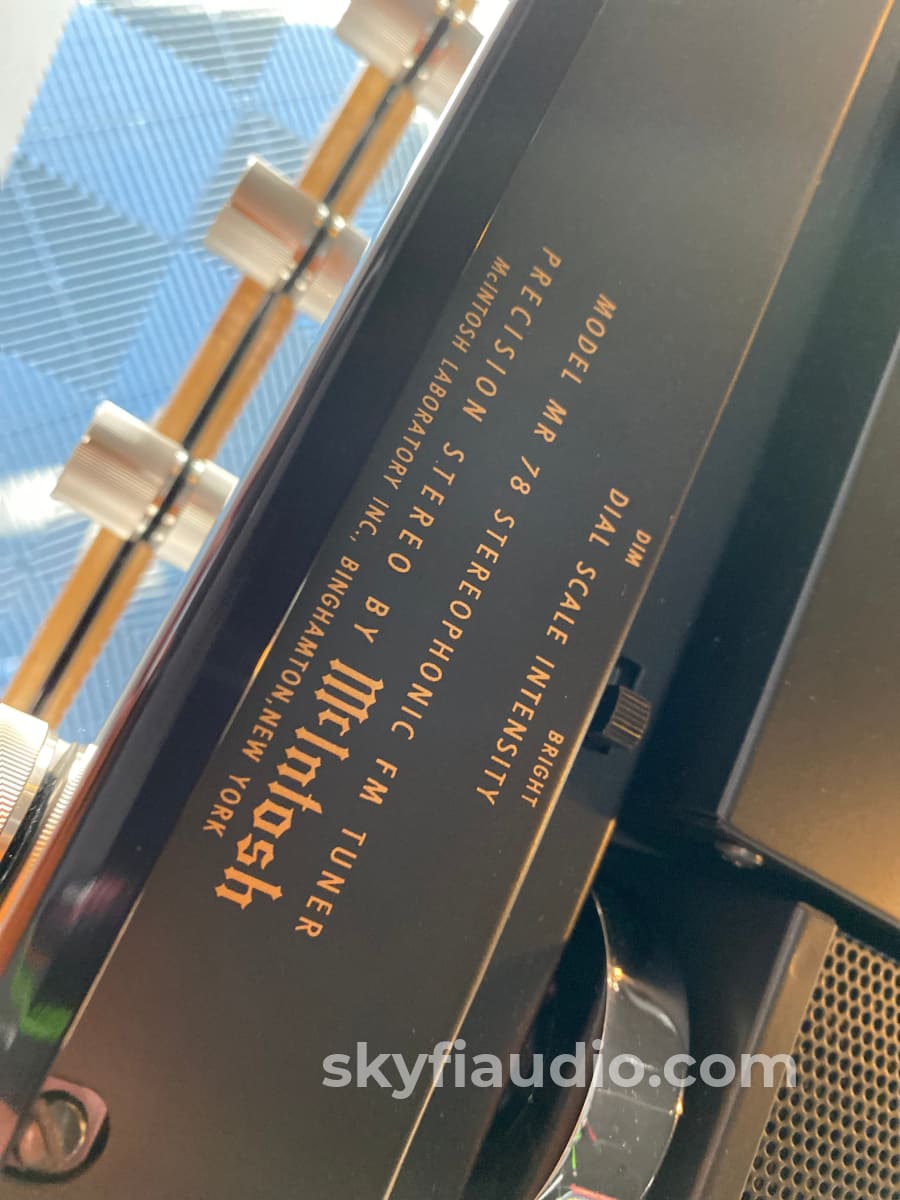 DIM
BRIGHT
DIAL SCALE INTENSITY
MODEL MR 78 STEREOPHONIC FM TUNER
PRECISION STEREO BY McIntosh
McINTOSH LABORATORY INC., BINGHAMTON, NEW YORK
skyfiaudio.com